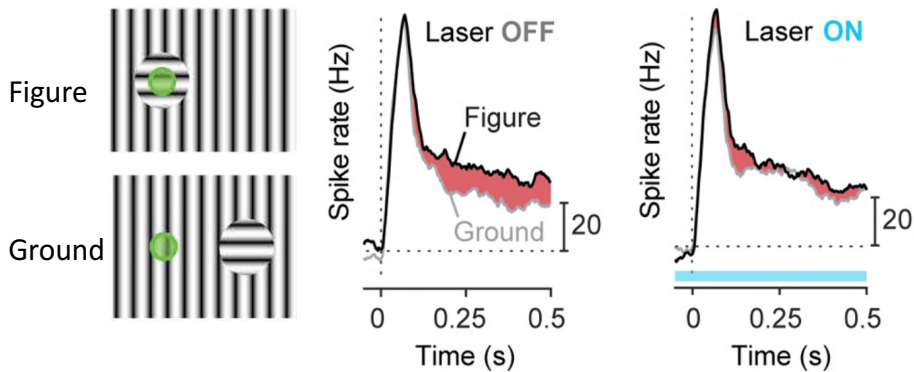 Figure
Ground
Laser OFF
Spike rate (Hz)
Figure
Ground
20
0 0.25 0.5
Time (s)
Laser ON
Spike rate (Hz)
20
0 0.25 0.5
Time (s)